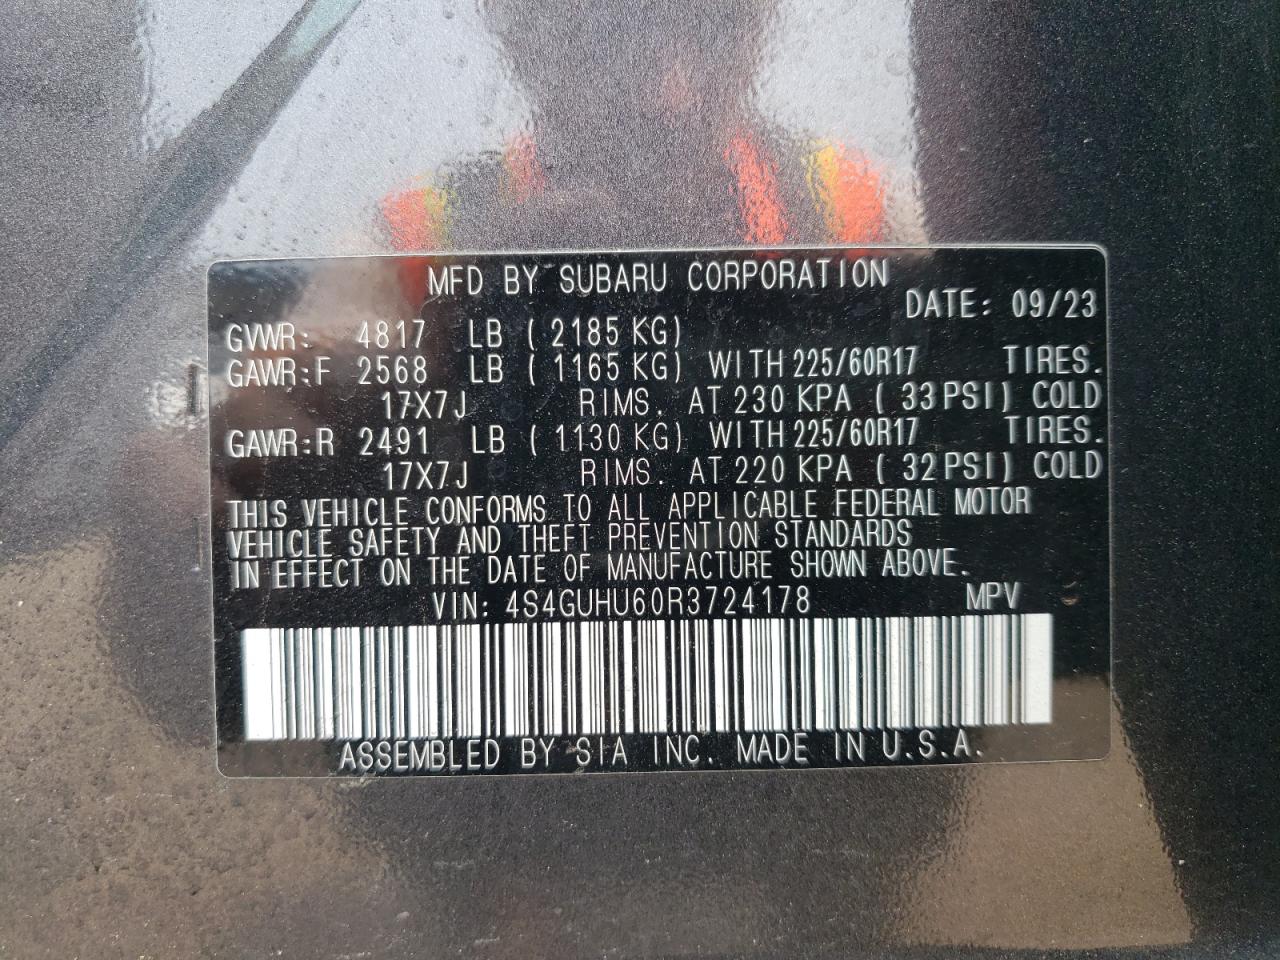 MFD BY SUBARU CORPORATION
DATE: 09/23
GVWR: 4817 LB ( 2185 KG)
GAWR:F 2568 LB ( 1165 KG) WITH 225/60R17 TIRES.
17X7J RIMS. AT 230 KPA ( 33 PSI) COLD
GAWR:R 2491 LB ( 1130 KG) WITH 225/60R17 TIRES.
17X7J RIMS. AT 220 KPA ( 32 PSI) COLD
THIS VEHICLE CONFORMS TO ALL APPLICABLE FEDERAL MOTOR
VEHICLE SAFETY AND THEFT PREVENTION STANDARDS
IN EFFECT ON THE DATE OF MANUFACTURE SHOWN ABOVE.
VIN: 4S4GUHU60R3724178 MPV
ASSEMBLED BY SIA INC. MADE IN U.S.A.